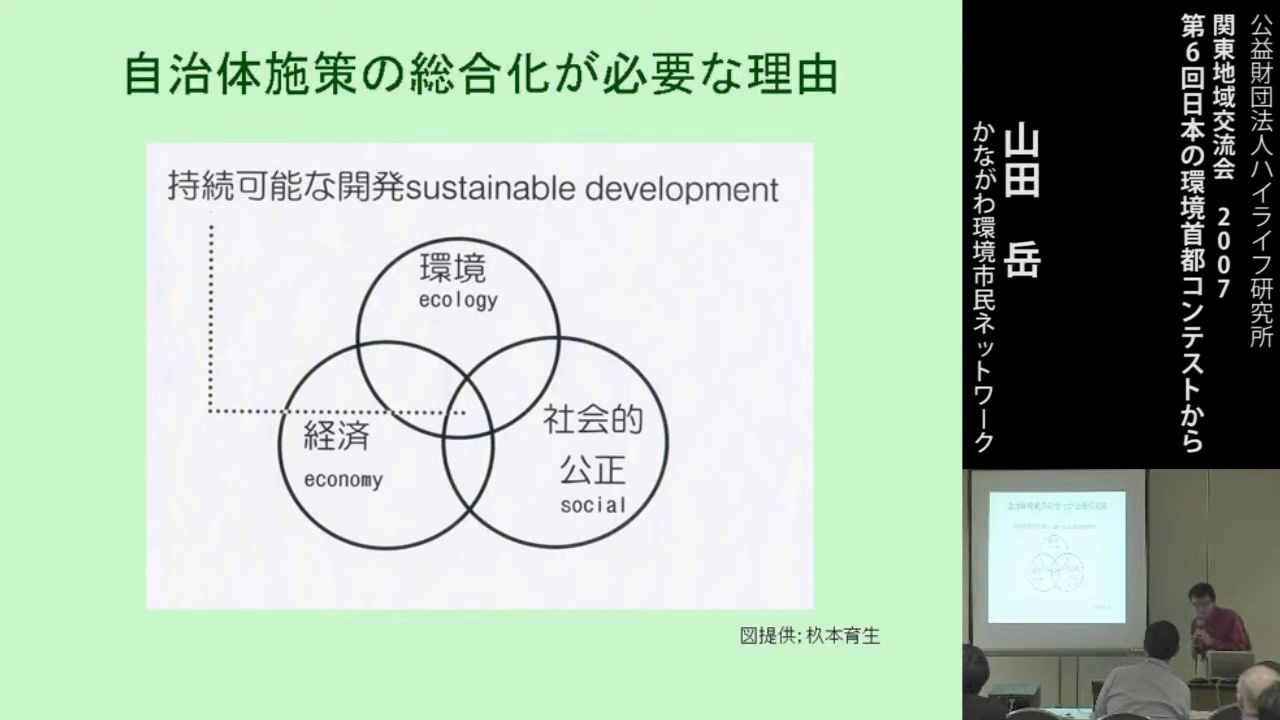 自治体施策の総合化が必要な理由
持続可能な開発sustainable development
環境
ecology
経済
economy
社会的
公正
social
図提供;杦本育生
公益財団法人ハイライフ研究所
関東地域交流会 2007
第6回日本の環境首都コンテストから
山田 岳
かながわ環境市民ネットワーク